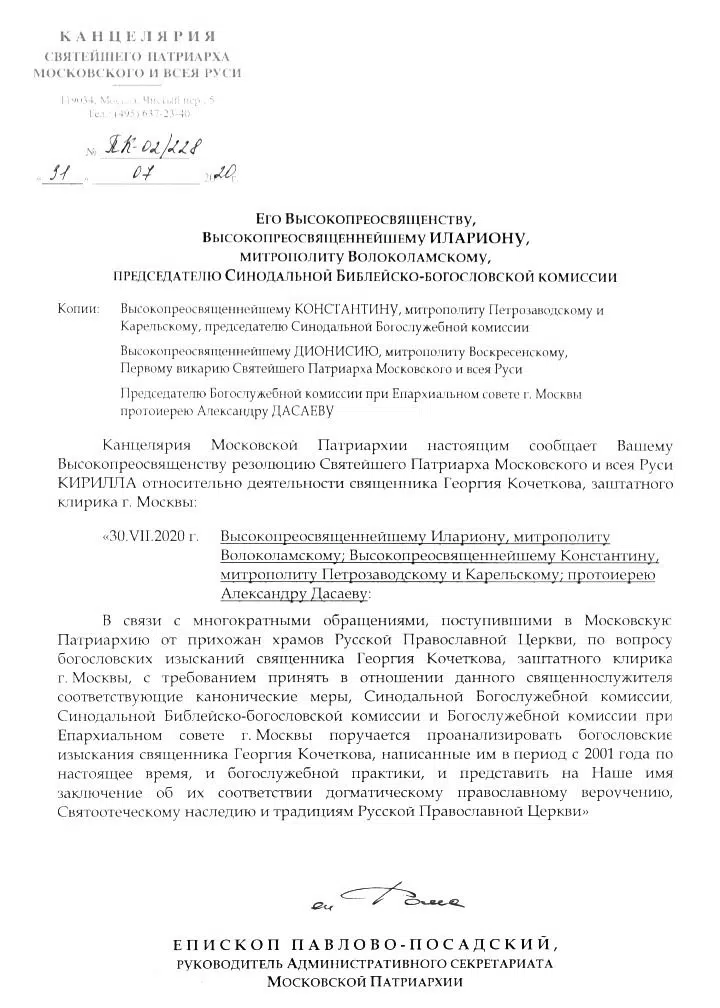 КАНЦЕЛЯРИЯ
СВЯТЕЙШЕГО ПАТРИАРХА
МОСКОВСКОГО И ВСЕЯ РУСИ
119034, Москва, Чистый пер., 5
Тел.: (495) 637-23-40
№ ПК-02/228
«31» 07 2020 г.
Его Высокопреосвященству,
Высокопреосвященнейшему ИЛАРИОНУ,
митрополиту Волоколамскому,
председателю Синодальной Библейско-богословской комиссии
Копии: Высокопреосвященнейшему КОНСТАНТИНУ, митрополиту Петрозаводскому и
Карельскому, председателю Синодальной Богослужебной комиссии
Высокопреосвященнейшему ДИОНИСИЮ, митрополиту Воскресенскому,
Первому викарию Святейшего Патриарха Московского и всея Руси
Председателю Богослужебной комиссии при Епархиальном совете г. Москвы
протоиерею Александру ДАСАЕВУ
Канцелярия Московской Патриархии настоящим сообщает Вашему
Высокопреосвященству резолюцию Святейшего Патриарха Московского и всея Руси
КИРИЛЛА относительно деятельности священника Георгия Кочеткова, заштатного
клирика г. Москвы:
«30.VII.2020 г. Высокопреосвященнейшему Илариону, митрополиту
Волоколамскому; Высокопреосвященнейшему Константину,
митрополиту Петрозаводскому и Карельскому; протоиерею
Александру Дасаеву:
В связи с многократными обращениями, поступившими в Московскую
Патриархию от прихожан храмов Русской Православной Церкви, по вопросу
богословских изысканий священника Георгия Кочеткова, заштатного клирика
г. Москвы, с требованием принять в отношении данного священнослужителя
соответствующие канонические меры, Синодальной Богослужебной комиссии,
Синодальной Библейско-богословской комиссии и Богослужебной комиссии при
Епархиальном совете г. Москвы поручается проанализировать богословские
изыскания священника Георгия Кочеткова, написанные им в период с 2001 года по
настоящее время, и богослужебной практики, и представить на Наше имя
заключение об их соответствии догматическому православному вероучению,
Святоотеческому наследию и традициям Русской Православной Церкви»
еп
ЕПИСКОП ПАВЛОВО-ПОСАДСКИЙ,
руководитель Административного секретариата
Московской Патриархии